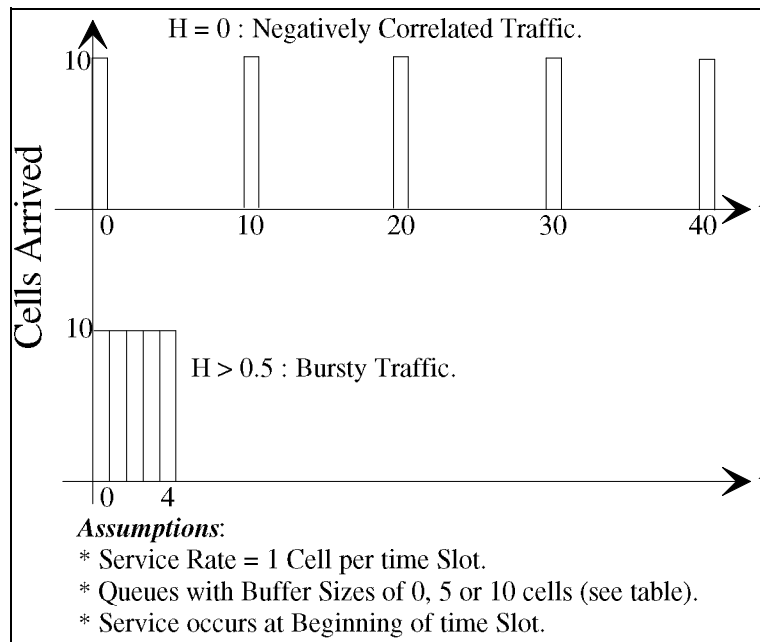 H = 0 : Negatively Correlated Traffic.
10
0 10 20 30 40
Cells Arrived
10
H > 0.5 : Bursty Traffic.
0 4
Assumptions:
* Service Rate = 1 Cell per time Slot.
* Queues with Buffer Sizes of 0, 5 or 10 cells (see table).
* Service occurs at Beginning of time Slot.